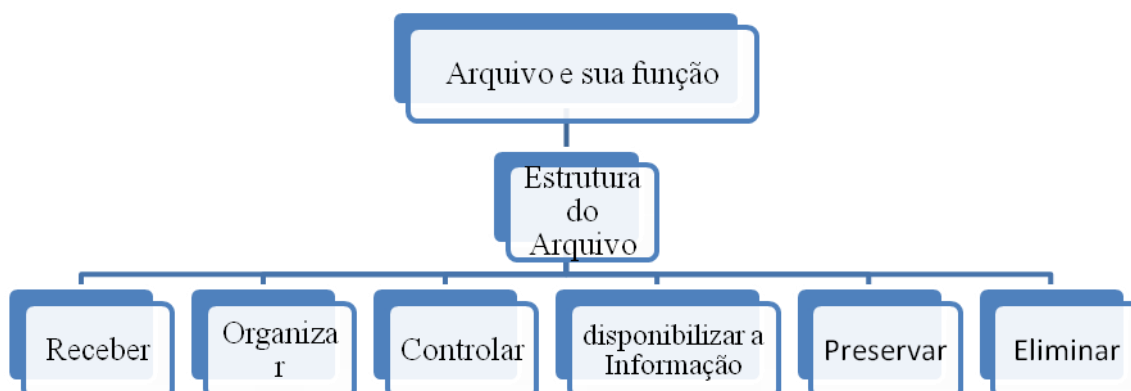 Arquivo e sua função
Estrutura
do
Arquivo
Receber
Organiza
r
Controlar
disponibilizar a
Informação
Preservar
Eliminar